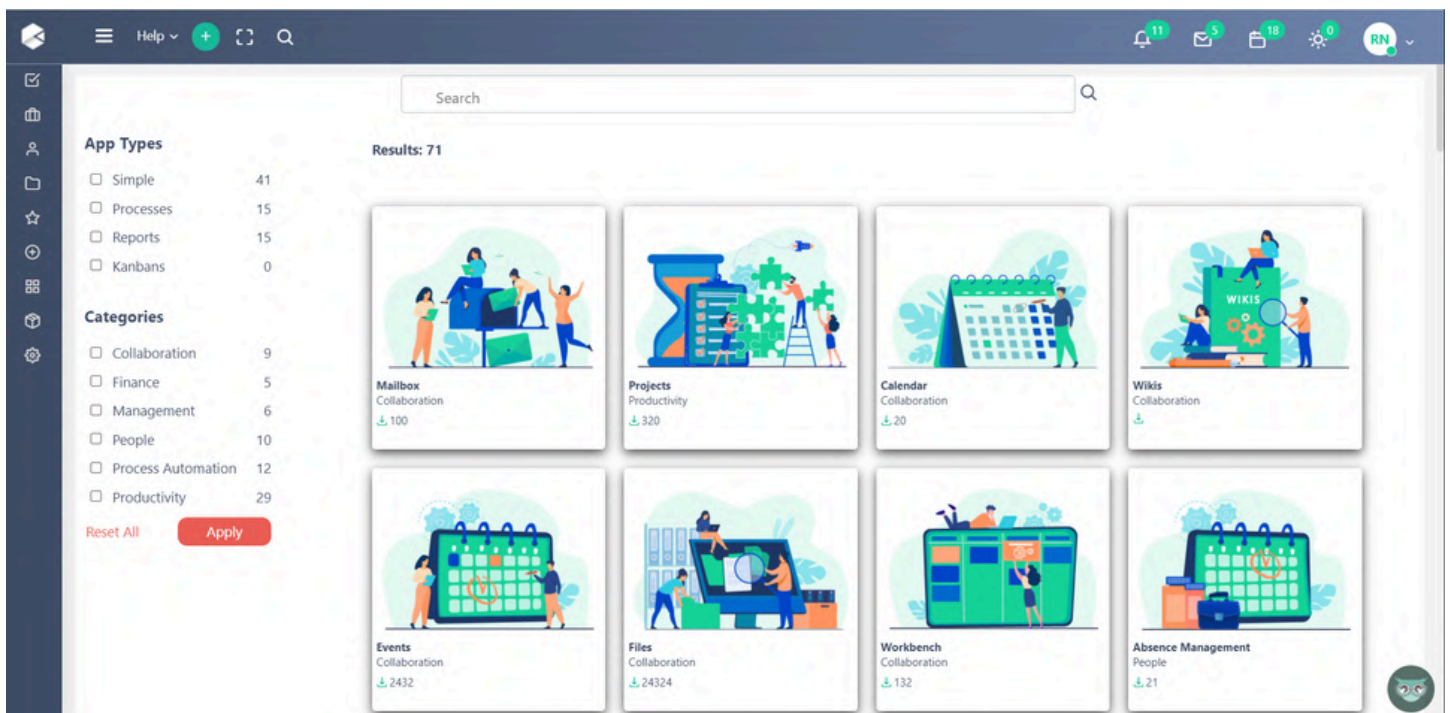 Help
11
5
18
0
RN
Search
App Types
Simple 41
Processes 15
Reports 15
Kanbans 0
Categories
Collaboration 9
Finance 5
Management 6
People 10
Process Automation 12
Productivity 29
Reset All Apply
Results: 71
Mailbox
Collaboration
100
Projects
Productivity
320
Calendar
Collaboration
20
WIKIS
Wikis
Collaboration
Events
Collaboration
2432
Files
Collaboration
24324
Workbench
Collaboration
132
Absence Management
People
21